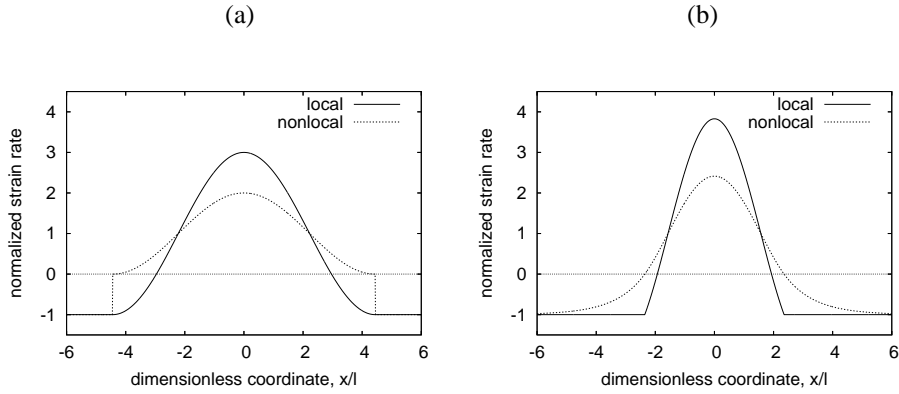 (a)
4
3
2
1
0
-1
-6
-4
-2
0
2
4
6
normalized strain rate
dimensionless coordinate, x/l
local
nonlocal
(b)
4
3
2
1
0
-1
-6
-4
-2
0
2
4
6
normalized strain rate
dimensionless coordinate, x/l
local
nonlocal